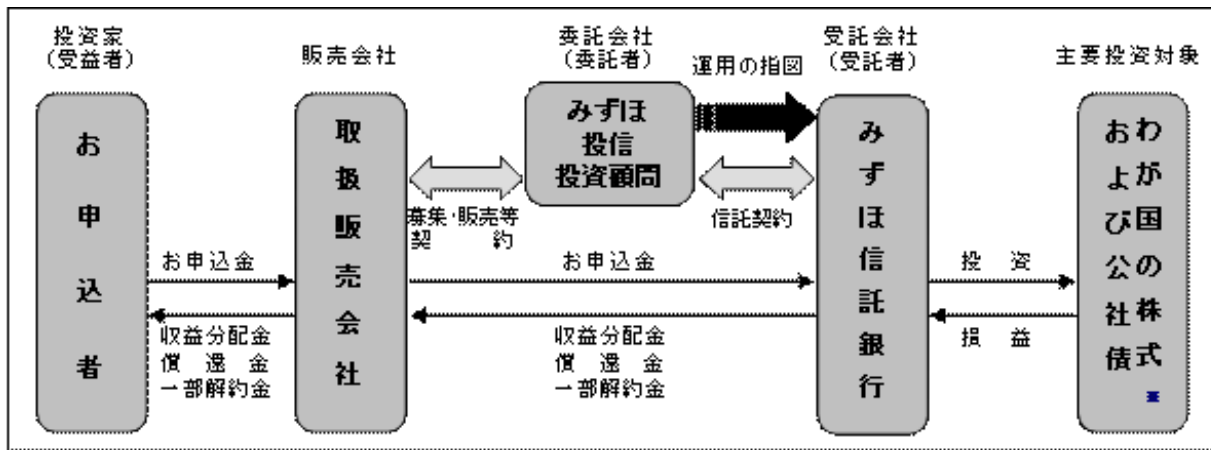 投資家
(受益者)
お申込者
販売会社
取扱販売会社
委託会社
(委託者)
みずほ
投信
投資顧問
運用の指図
受託会社
(受託者)
みずほ信託銀行
主要投資対象
わが国の株式
および公社債
*
募集・販売等
契約
信託契約
お申込金
お申込金
投資
収益分配金
償還金
一部解約金
収益分配金
償還金
一部解約金
損益